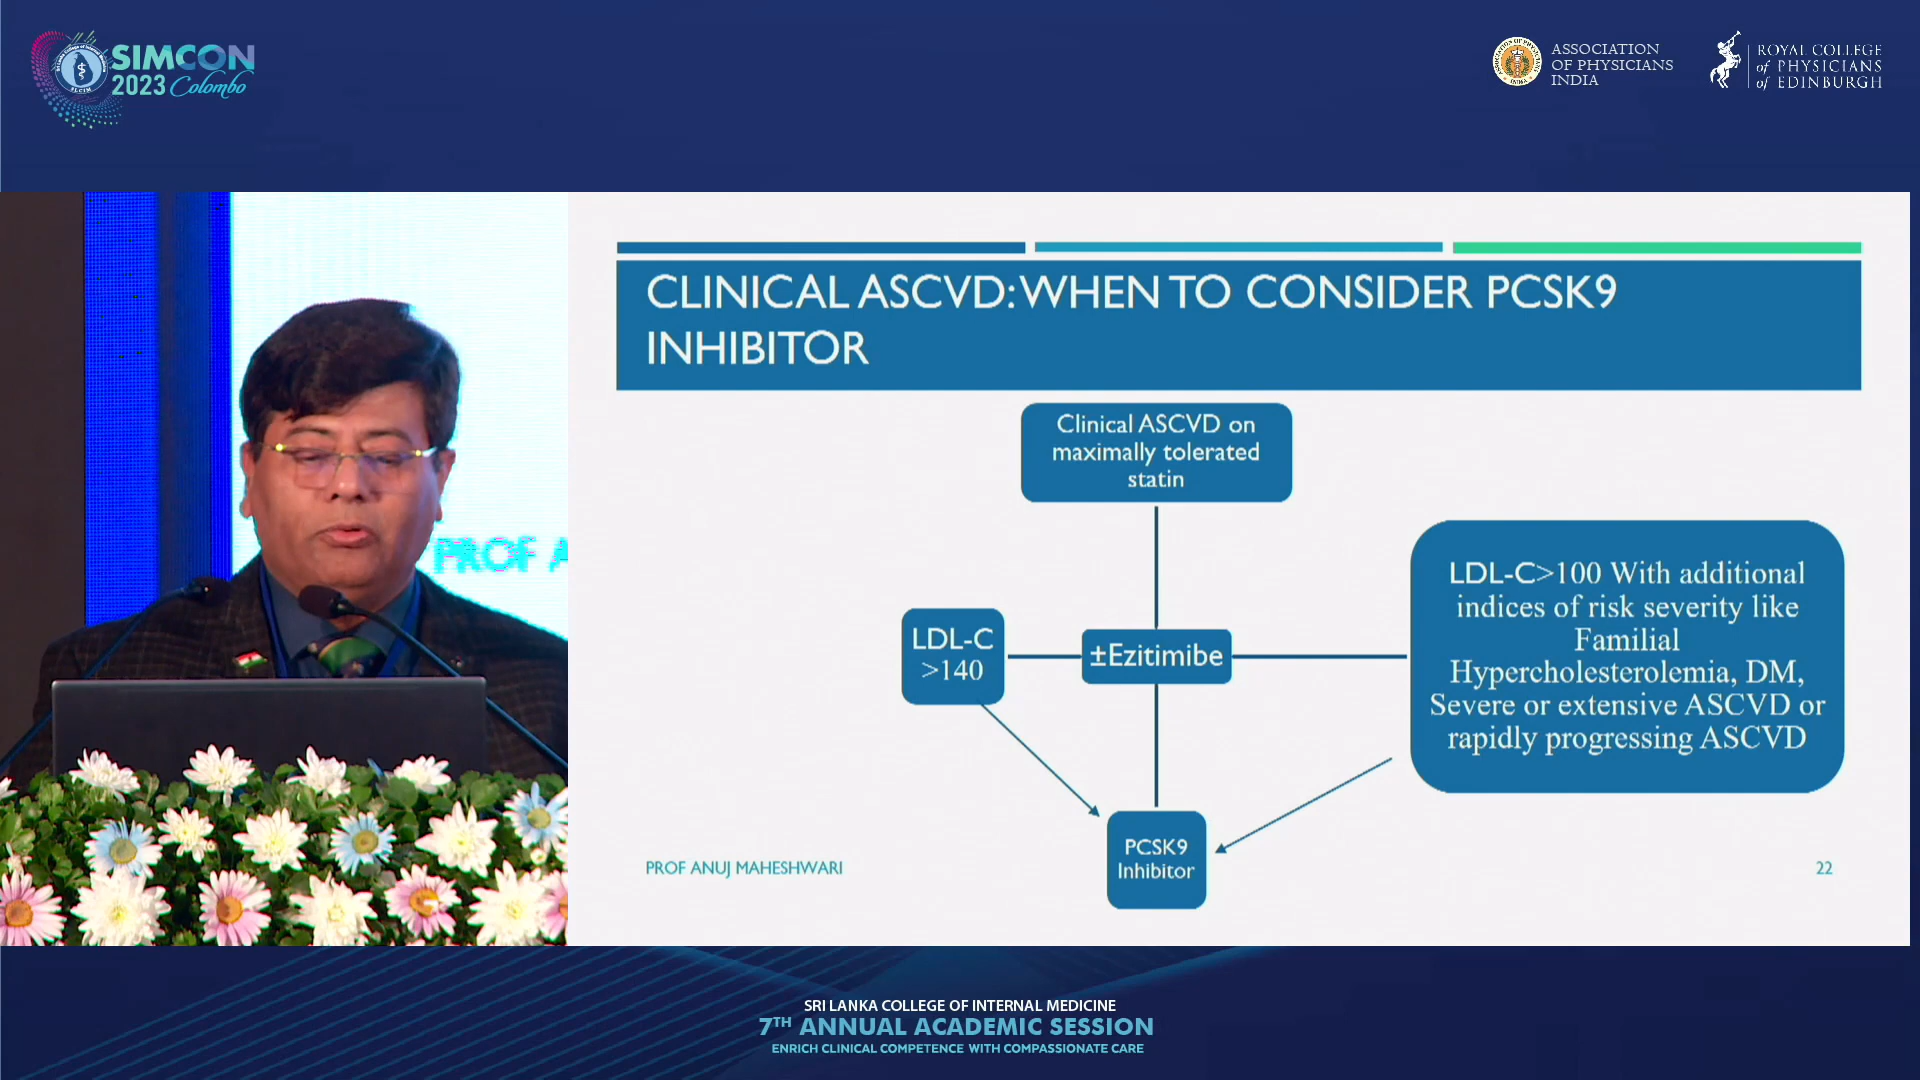 SIMCON
2023 Colombo
SLCIM
ASSOCIATION
OF PHYSICIANS
INDIA
ROYAL COLLEGE
of PHYSICIANS
of EDINBURGH
PROF A
CLINICAL ASCVD: WHEN TO CONSIDER PCSK9
INHIBITOR
Clinical ASCVD on
maximally tolerated
statin
LDL-C
>140
±Ezitimibe
LDL-C>100 With additional
indices of risk severity like
Familial
Hypercholesterolemia, DM,
Severe or extensive ASCVD or
rapidly progressing ASCVD
PCSK9
Inhibitor
PROF ANUJ MAHESHWARI
22
SRI LANKA COLLEGE OF INTERNAL MEDICINE
7TH ANNUAL ACADEMIC SESSION
ENRICH CLINICAL COMPETENCE WITH COMPASSIONATE CARE